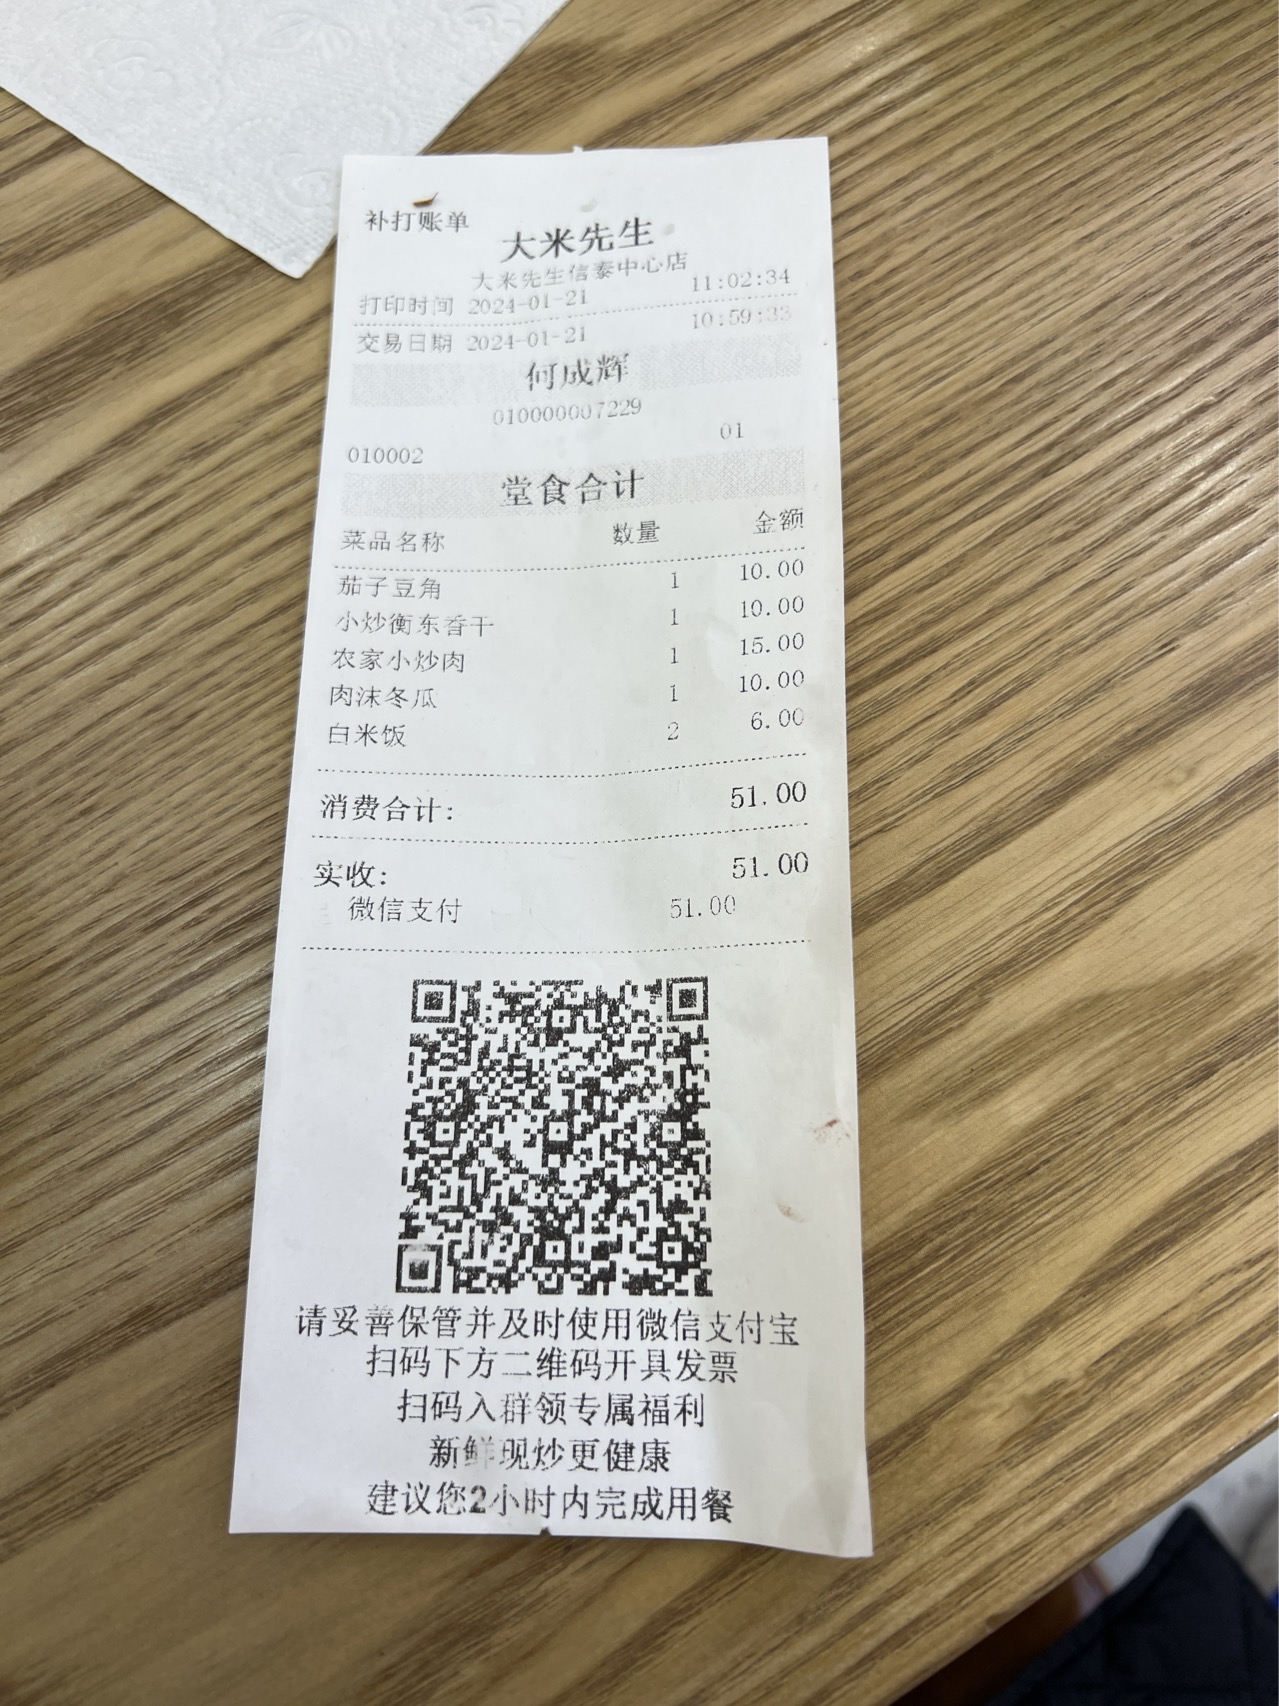 补打账单
大米先生
大米先生信泰中心店
打印时间 2024-01-21 11:02:34
交易日期 2024-01-21 10:59:33
何成辉
010000007229
010002 01
堂食合计
菜品名称 数量 金额
茄子豆角 1 10.00
小炒衡东香干 1 10.00
农家小炒肉 1 15.00
肉沫冬瓜 1 10.00
白米饭 2 6.00
消费合计: 51.00
实收: 51.00
微信支付 51.00
请妥善保管并及时使用微信支付宝
扫码下方二维码开具发票
扫码入群领专属福利
新鲜现炒更健康
建议您2小时内完成用餐